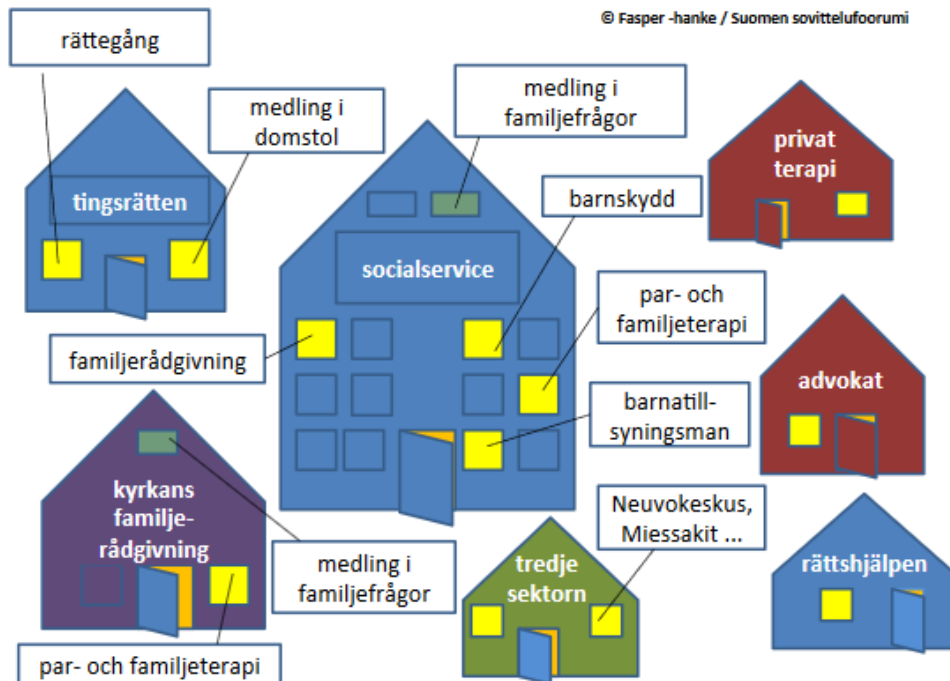 © Fasper -hanke / Suomen sovittelufoorumi
rättegång
medling i
domstol
medling i
familjefrågor
privat
terapi
tingsrätten
barnskydd
socialservice
par- och
familjeterapi
familjerådgivning
advokat
barnatill-
syningsman
kyrkans
familje-
rådgivning
Neuvokeskus,
Miessakit ...
medling i
familjefrågor
tredje
sektorn
rättshjälpen
par- och familjeterapi